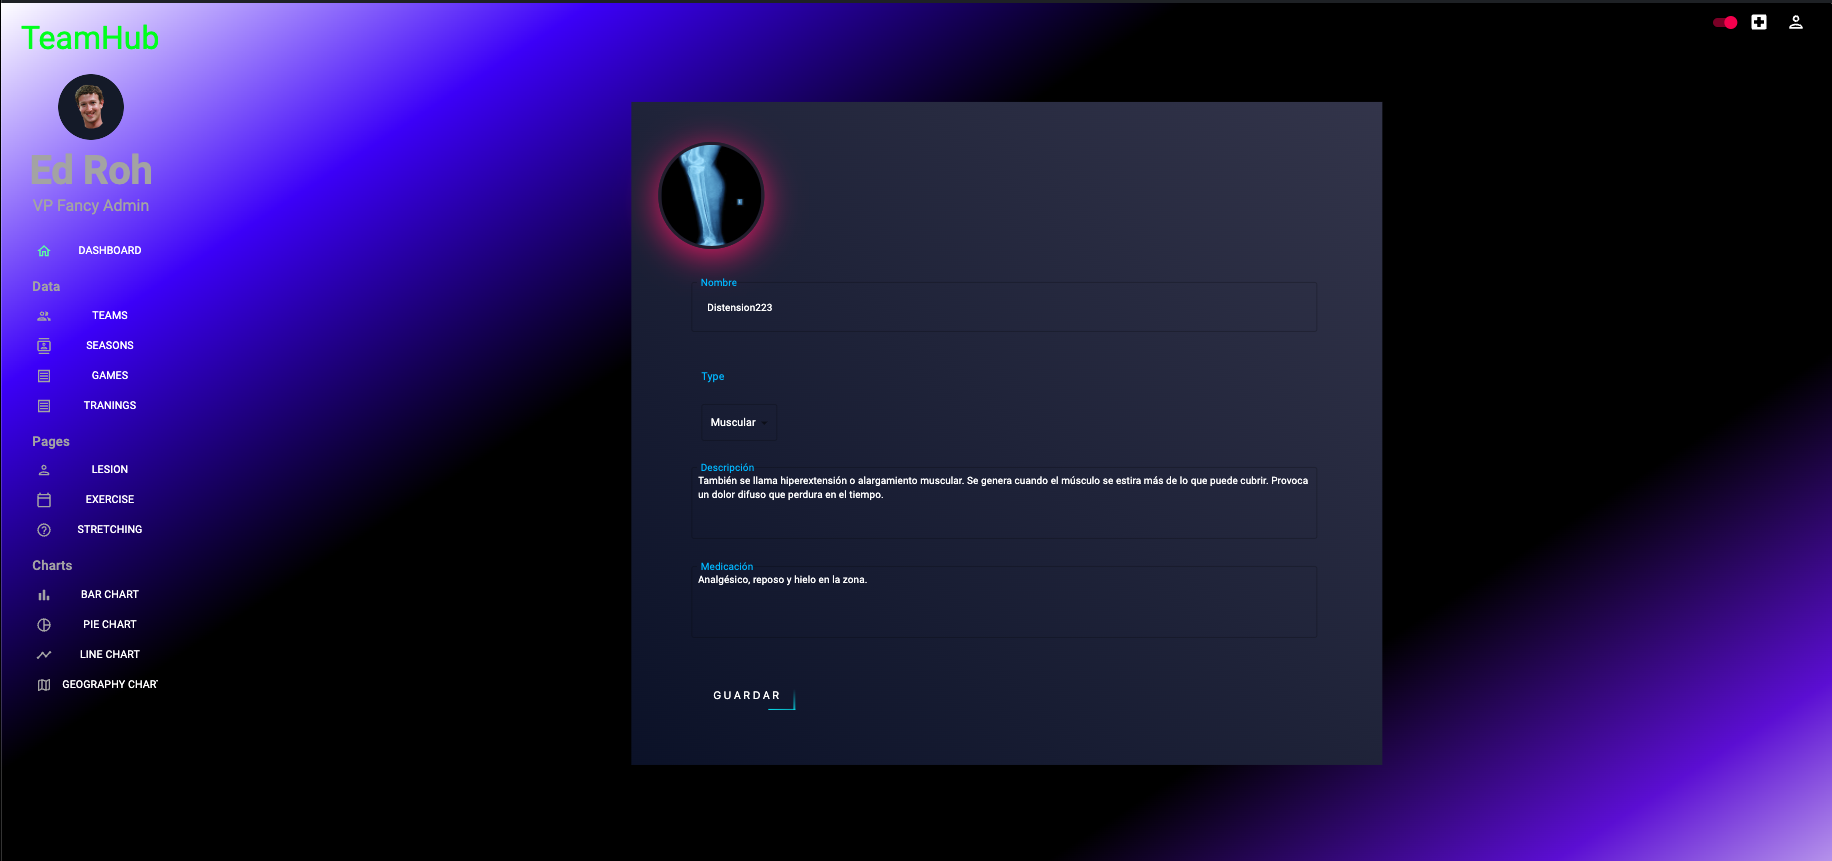 TeamHub
Ed Roh
VP Fancy Admin
DASHBOARD
Data
TEAMS
SEASONS
GAMES
TRANINGS
Pages
LESION
EXERCISE
STRETCHING
Charts
BAR CHART
PIE CHART
LINE CHART
GEOGRAPHY CHART
Nombre
Distension223
Type
Muscular
Descripción
También se llama hiperextensión o alargamiento muscular. Se genera cuando el músculo se estira más de lo que puede cubrir. Provoca
un dolor difuso que perdura en el tiempo.
Medicación
Analgésico, reposo y hielo en la zona.
GUARDAR